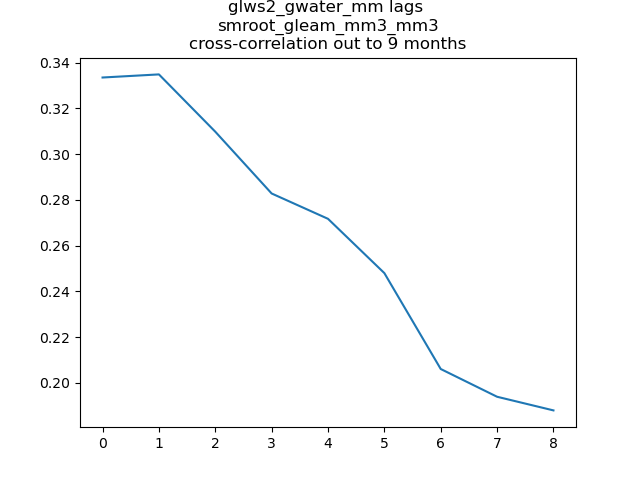 glws2_gwater_mm lags
smroot_gleam_mm3_mm3
cross-correlation out to 9 months
0.34
0.32
0.30
0.28
0.26
0.24
0.22
0.20
0 1 2 3 4 5 6 7 8